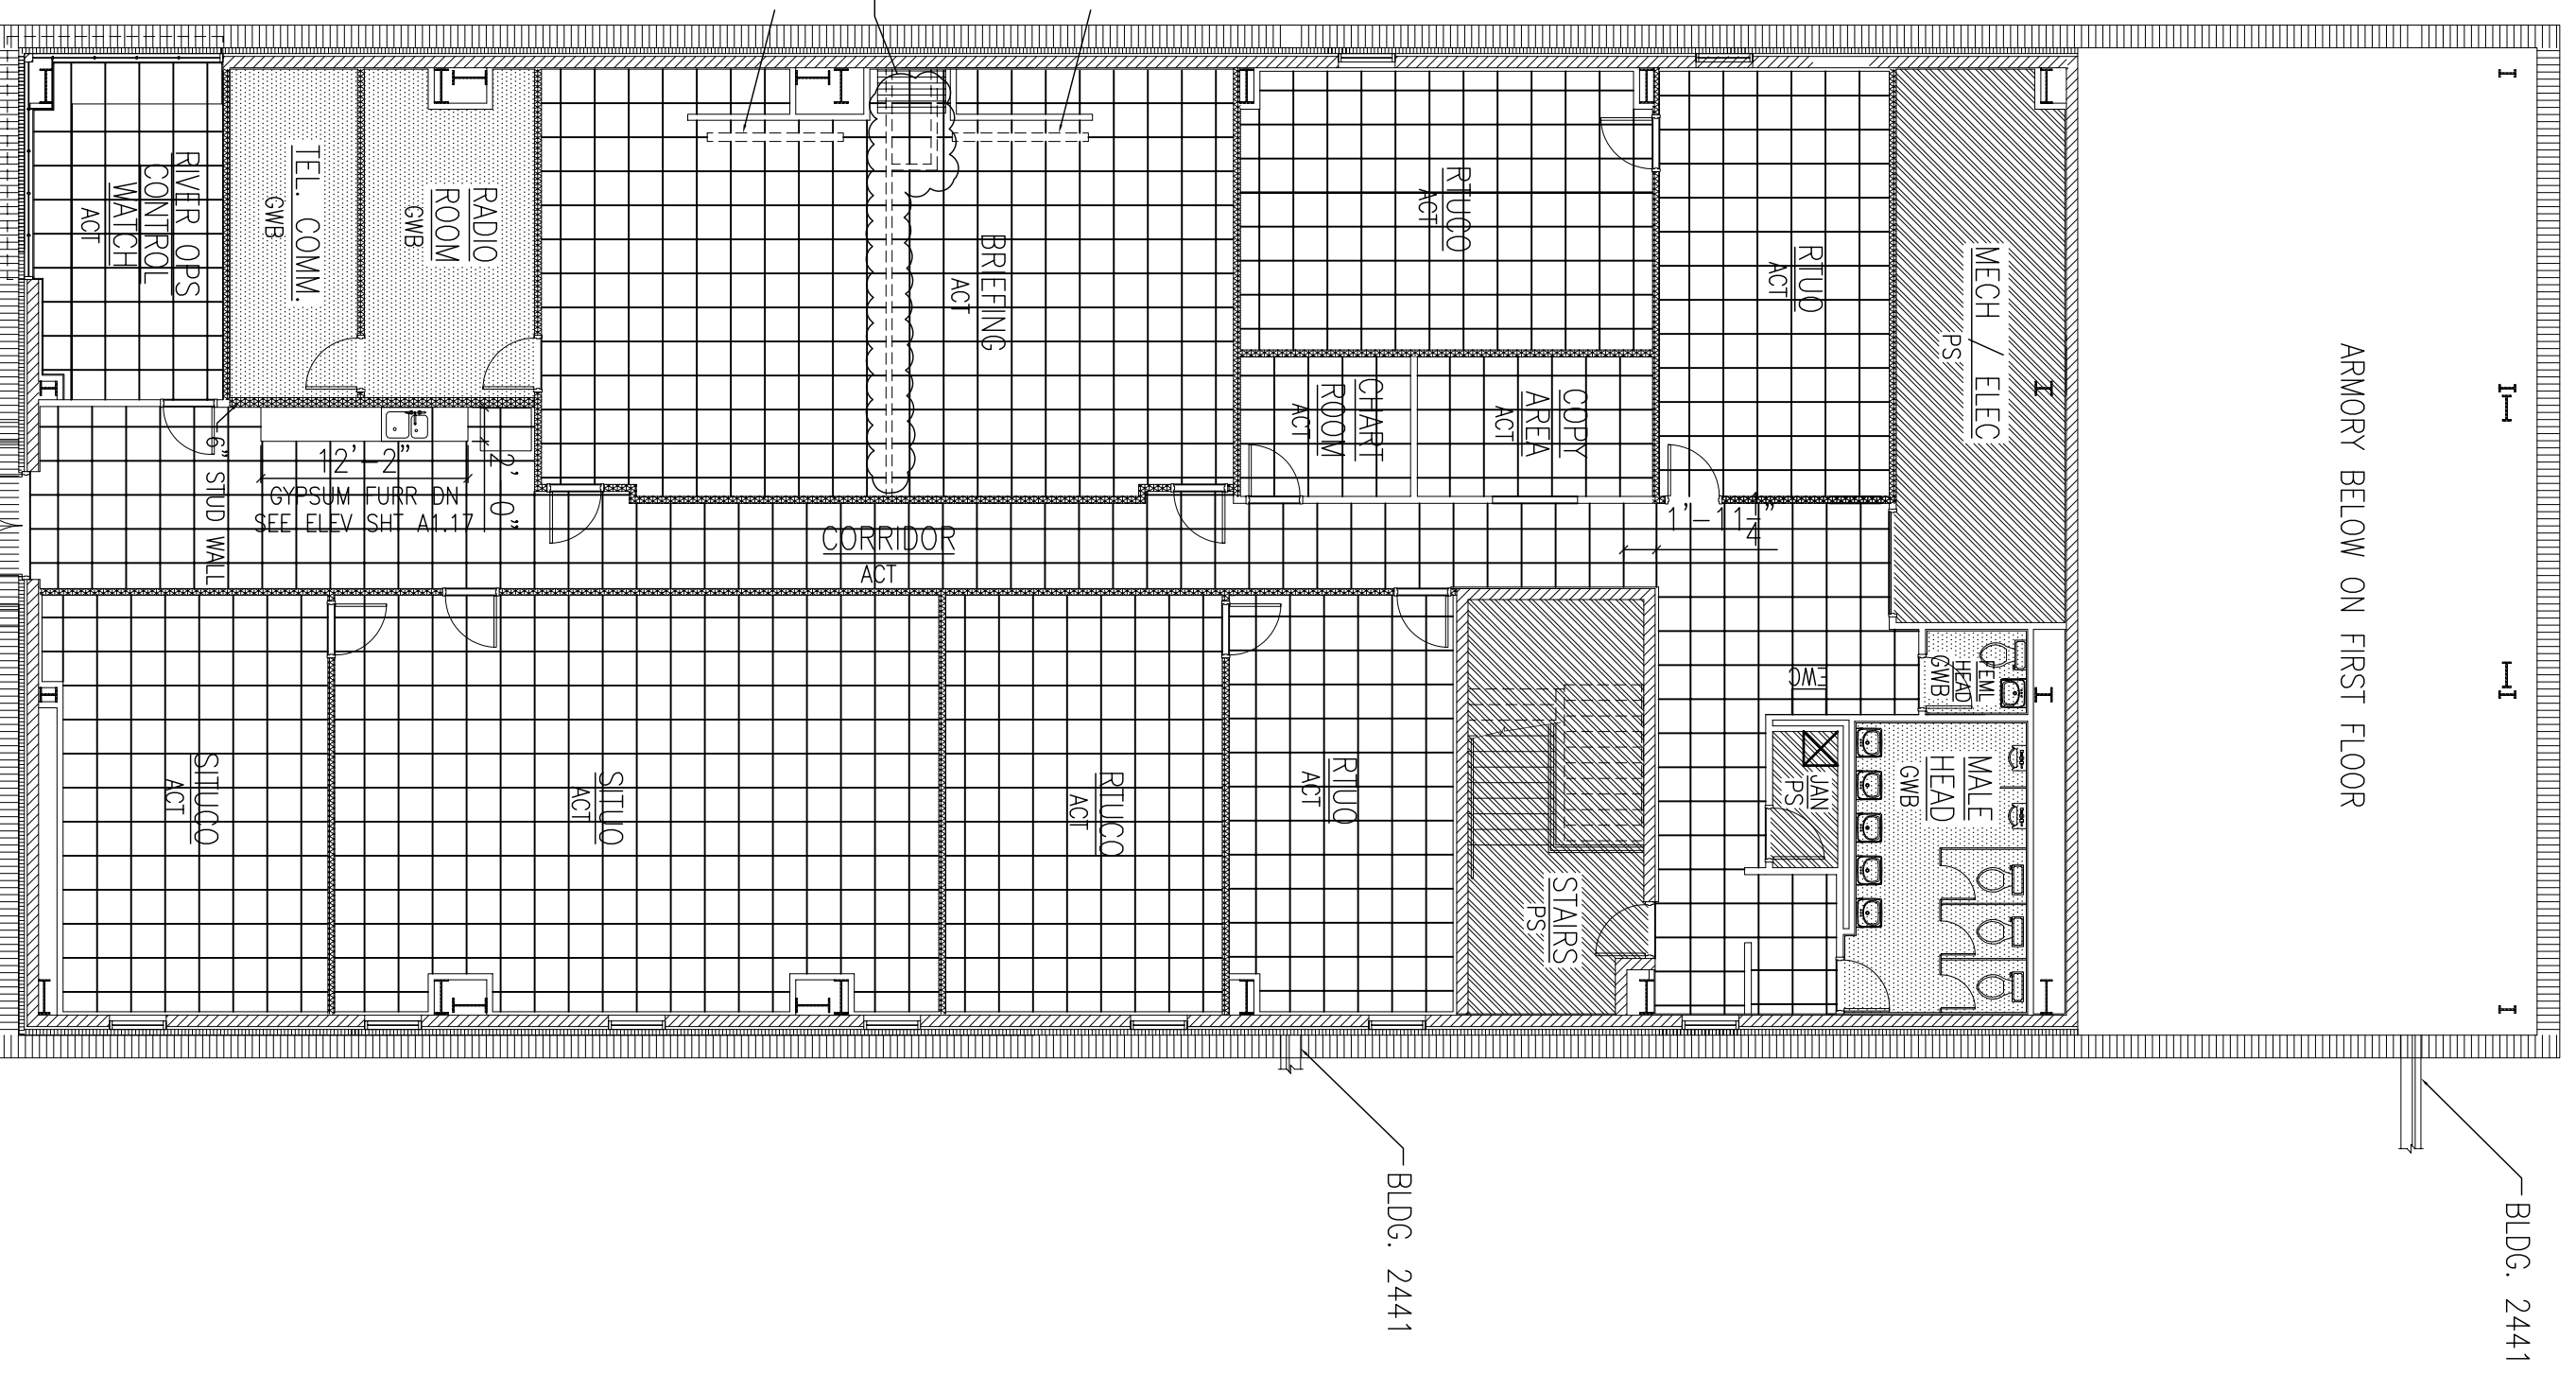 RIVER OPS
CONTROL
WATCH
ACT
TEL. COMM.
GWB
RADIO
ROOM
GWB
BRIEFING
ACT
RTUCO
ACT
RTUO
ACT
MECH / ELEC
PS
ARMORY BELOW ON FIRST FLOOR
CHART
ROOM
ACT
COPY
AREA
ACT
6" STUD WALL
12'-2"
GYPSUM FURR DN
SEE ELEV SHT A1.17
2'-0"
CORRIDOR
ACT
1'-11 1/4"
EWC
FEML
HEAD
GWB
MALE
HEAD
GWB
JAN
PS
SITUCO
ACT
SITUO
ACT
RTUCO
ACT
RTUO
ACT
STAIRS
PS
BLDG. 2441
BLDG. 2441